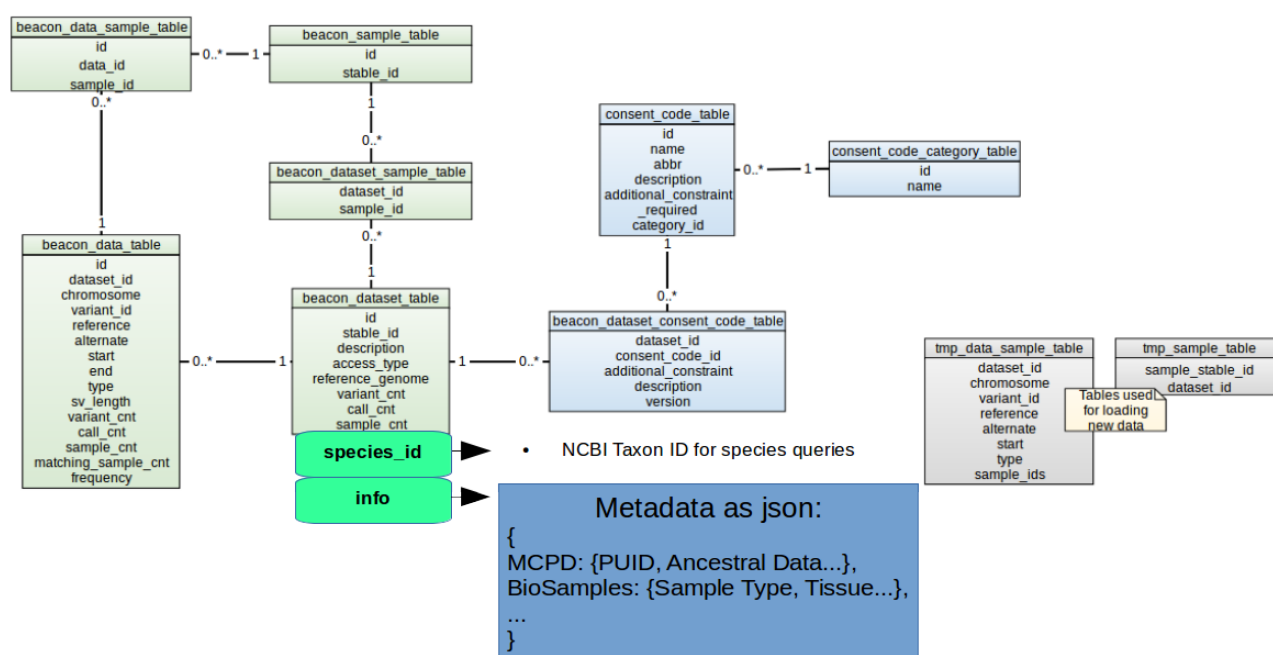 beacon_data_sample_table
id
data_id
sample_id
0..*
1
beacon_sample_table
id
stable_id
0..*
1
1
0..*
beacon_dataset_sample_table
dataset_id
sample_id
0..*
1
beacon_data_table
id
dataset_id
chromosome
variant_id
reference
alternate
start
end
type
sv_length
variant_cnt
call_cnt
sample_cnt
matching_sample_cnt
frequency
0..*
1
beacon_dataset_table
id
stable_id
description
access_type
reference_genome
variant_cnt
call_cnt
sample_cnt
species_id
info
1
0..*
consent_code_table
id
name
abbr
description
additional_constraint
_required
category_id
0..*
1
consent_code_category_table
id
name
1
0..*
beacon_dataset_consent_code_table
dataset_id
consent_code_id
additional_constraint
description
version
tmp_data_sample_table
dataset_id
chromosome
variant_id
reference
alternate
start
type
sample_ids
tmp_sample_table
sample_stable_id
dataset_id
Tables used
for loading
new data
• NCBI Taxon ID for species queries
Metadata as json:
{
MCPD: {PUID, Ancestral Data...},
BioSamples: {Sample Type, Tissue...},
...
}